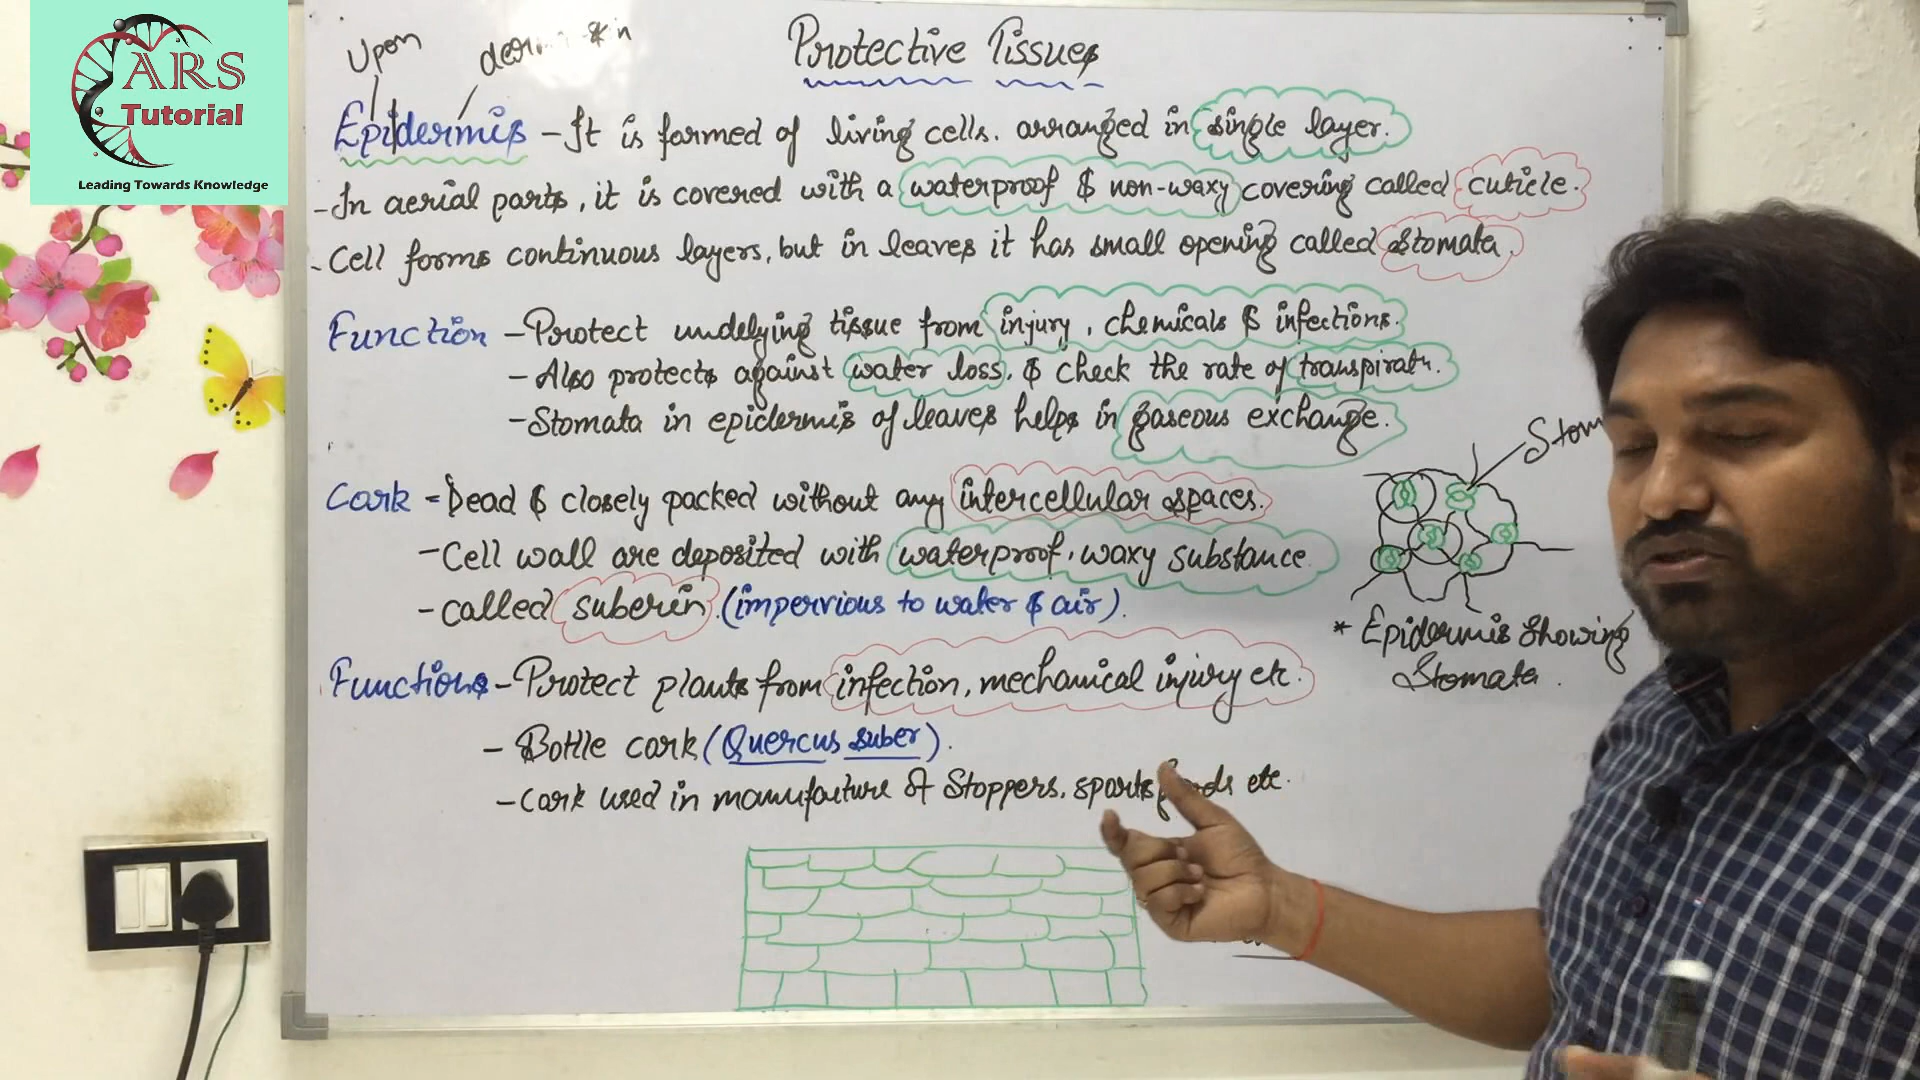 ARS
Tutorial
Leading Towards Knowledge
Upon
skin
Protective Tissues
Epidermis - It is formed of living cells. arranged in single layer.
- In aerial parts, it is covered with a waterproof & non-waxy covering called cuticle.
- Cell forms continuous layers, but in leaves it has small opening called stomata.
Function - Protect undelying tissue from injury, chemicals & infections.
- Also protects against water loss, & check the rate of transpiratn.
- Stomata in epidermis of leaves helps in gaseous exchange.
Stom
Cork = Dead & closely packed without any intercellular spaces.
- Cell wall are deposited with waterproof, waxy substance
- called suberin. (impervious to water & air).
* Epidermis showing
Stomata.
Functions - Protect plants from infection, mechanical injury etc.
- Bottle cork (Quercus suber).
- Cork used in manufacture of Stoppers, sports etc.